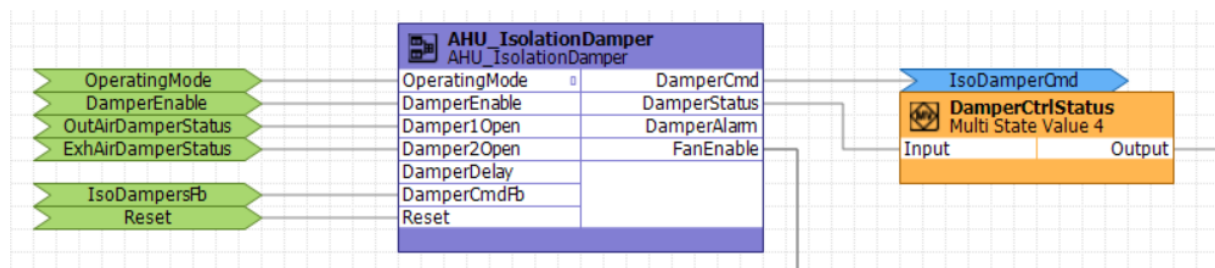 AHU_IsolationDamper
AHU_IsolationDamper
OperatingMode OperatingMode DamperCmd IsoDamperCmd
DamperEnable DamperEnable DamperStatus DamperCtrlStatus
OutAirDamperStatus Damper1Open DamperAlarm Multi State Value 4
ExhAirDamperStatus Damper2Open FanEnable Input Output
DamperDelay
IsoDampersFb DamperCmdFb
Reset Reset